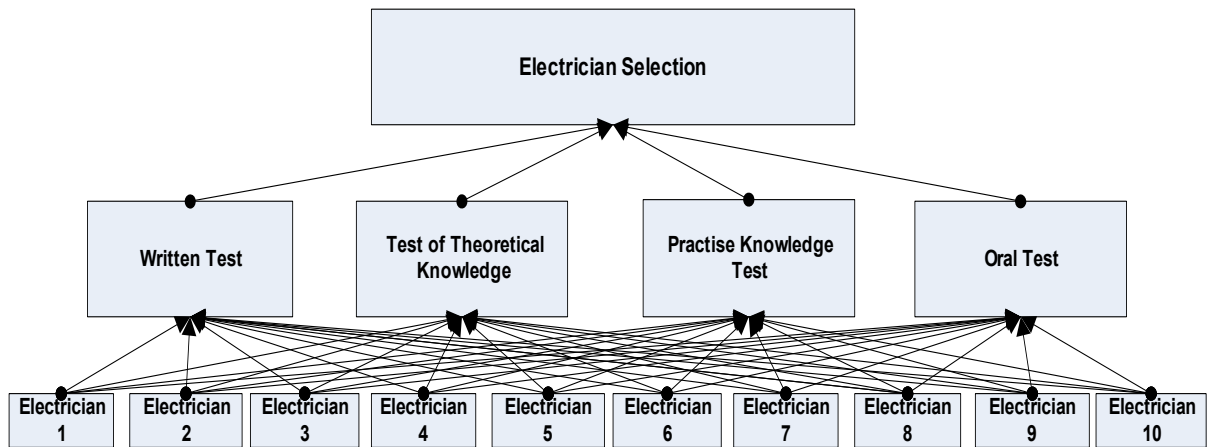 Electrician Selection
Written Test
Test of Theoretical
Knowledge
Practise Knowledge
Test
Oral Test
Electrician
1
Electrician
2
Electrician
3
Electrician
4
Electrician
5
Electrician
6
Electrician
7
Electrician
8
Electrician
9
Electrician
10